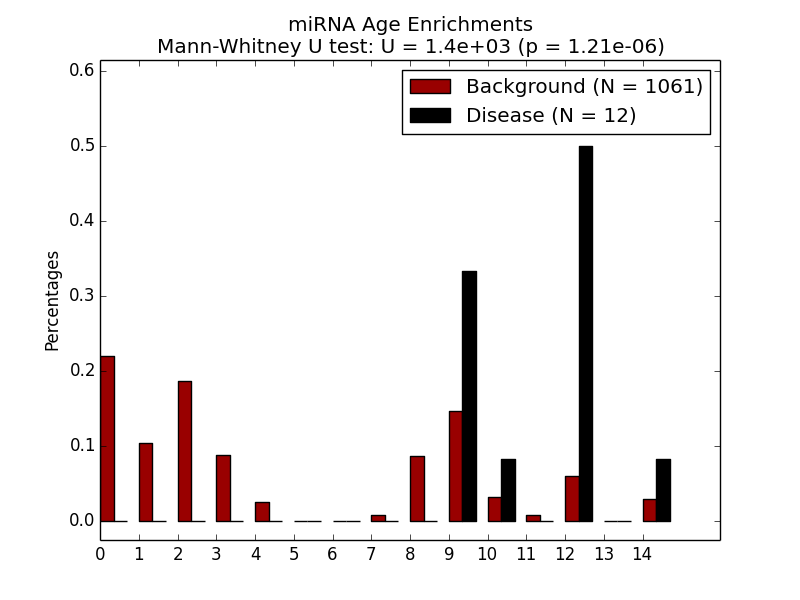 miRNA Age Enrichments
Mann-Whitney U test: U = 1.4e+03 (p = 1.21e-06)
Background (N = 1061)
Disease (N = 12)
Percentages
0.6
0.5
0.4
0.3
0.2
0.1
0.0
0 1 2 3 4 5 6 7 8 9 10 11 12 13 14